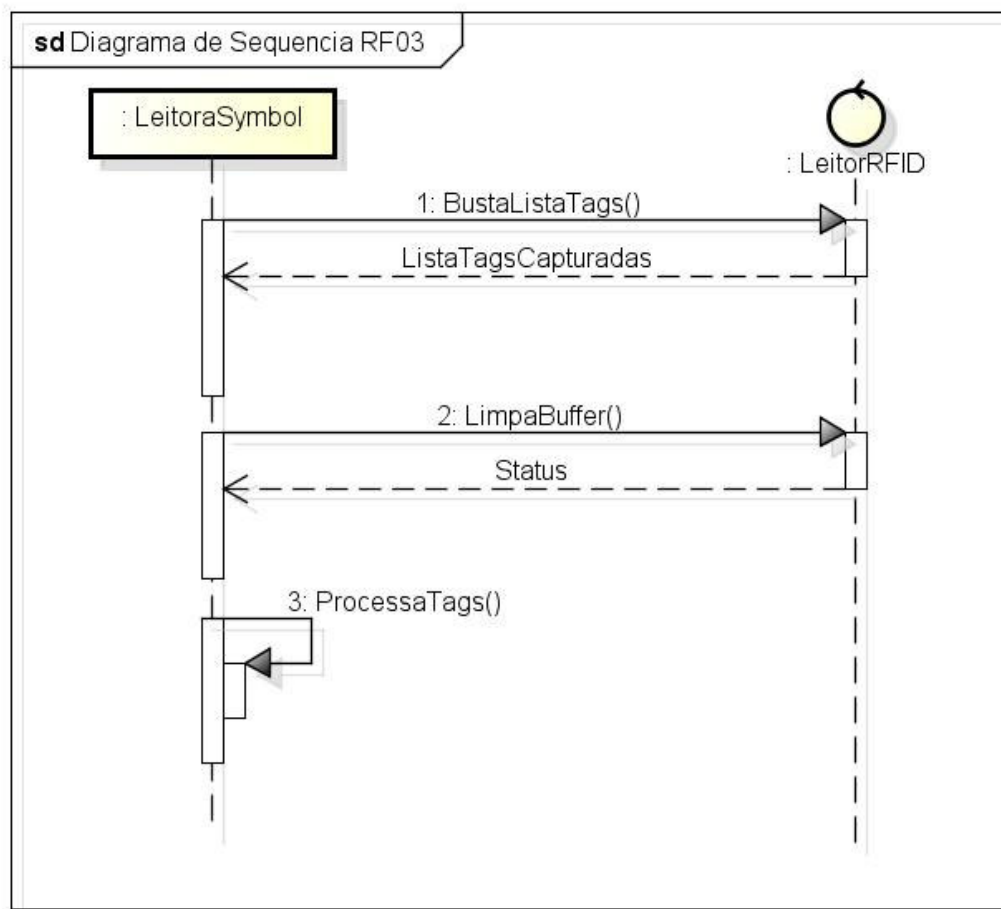 sd Diagrama de Sequencia RF03
: LeitoraSymbol
: LeitorRFID
1: BustaListaTags()
ListaTagsCapturadas
2: LimpaBuffer()
Status
3: ProcessaTags()